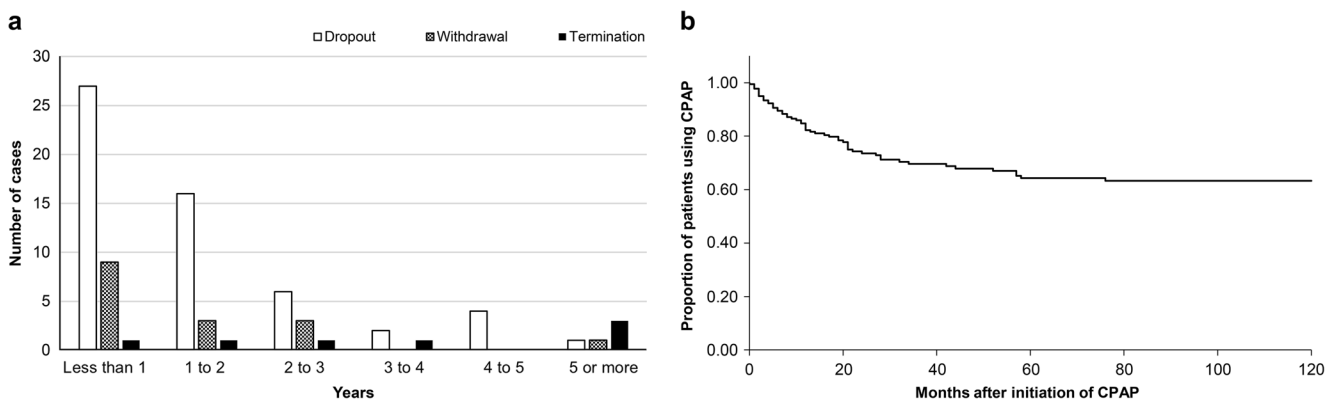 a
Dropout Withdrawal Termination
30
25
20
15
10
5
0
Number of cases
Less than 1 1 to 2 2 to 3 3 to 4 4 to 5 5 or more
Years
b
1.00
0.80
0.60
0.40
0.20
0.00
Proportion of patients using CPAP
0 20 40 60 80 100 120
Months after initiation of CPAP